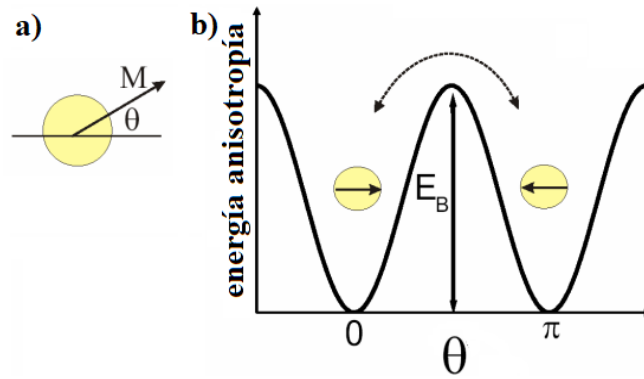 a)
M
θ
b)
energía anisotropía
E_B
0
π
θ